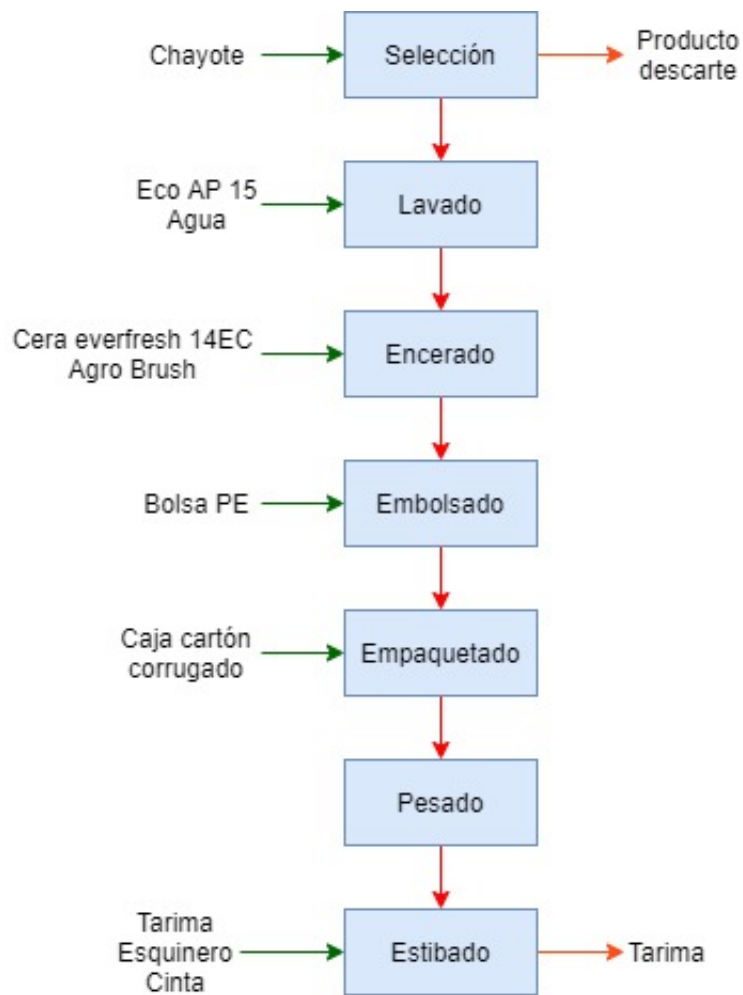 Chayote
Selección
Producto
descarte
Eco AP 15
Agua
Lavado
Cera everfresh 14EC
Agro Brush
Encerado
Bolsa PE
Embolsado
Caja cartón
corrugado
Empaquetado
Pesado
Tarima
Esquinero
Cinta
Estibado
Tarima